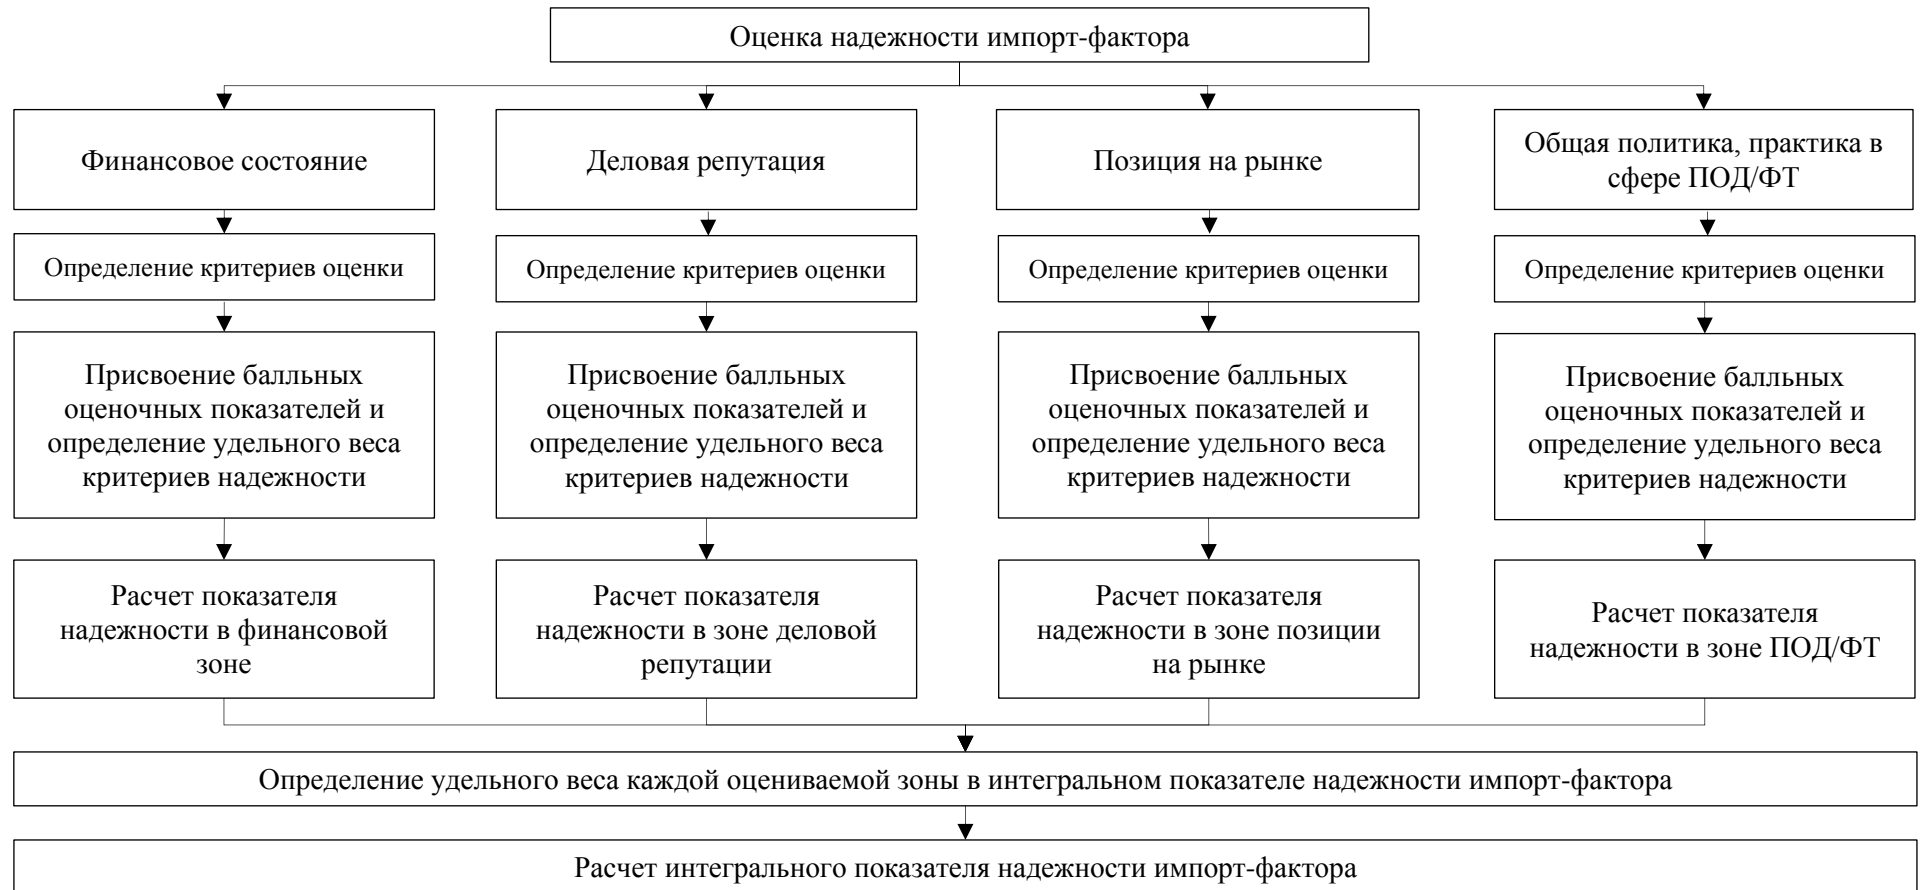 Оценка надежности импорт-фактора
Финансовое состояние
Деловая репутация
Позиция на рынке
Общая политика, практика в
сфере ПОД/ФТ
Определение критериев оценки
Определение критериев оценки
Определение критериев оценки
Определение критериев оценки
Присвоение балльных
оценочных показателей и
определение удельного веса
критериев надежности
Присвоение балльных
оценочных показателей и
определение удельного веса
критериев надежности
Присвоение балльных
оценочных показателей и
определение удельного веса
критериев надежности
Присвоение балльных
оценочных показателей и
определение удельного веса
критериев надежности
Расчет показателя
надежности в финансовой
зоне
Расчет показателя
надежности в зоне деловой
репутации
Расчет показателя
надежности в зоне позиции
на рынке
Расчет показателя
надежности в зоне ПОД/ФТ
Определение удельного веса каждой оцениваемой зоны в интегральном показателе надежности импорт-фактора
Расчет интегрального показателя надежности импорт-фактора